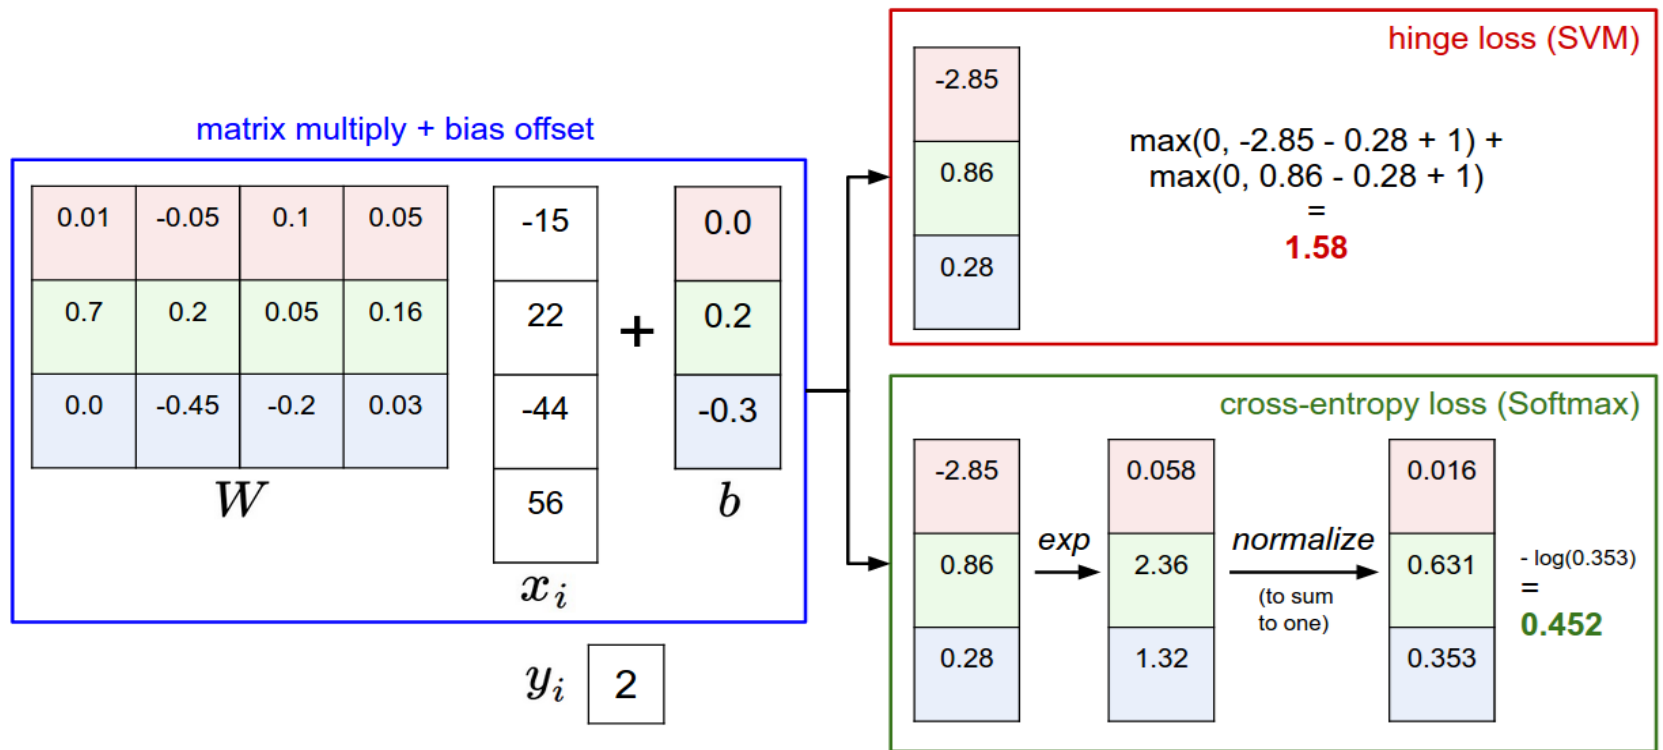 matrix multiply + bias offset
0.01 -0.05 0.1 0.05
0.7 0.2 0.05 0.16
0.0 -0.45 -0.2 0.03
W
-15
22
-44
56
x_i
+
0.0
0.2
-0.3
b
y_i 2
hinge loss (SVM)
-2.85
0.86
0.28
max(0, -2.85 - 0.28 + 1) +
max(0, 0.86 - 0.28 + 1)
=
1.58
cross-entropy loss (Softmax)
-2.85
0.86
0.28
exp
0.058
2.36
1.32
normalize
(to sum
to one)
0.016
0.631
0.353
- log(0.353)
=
0.452